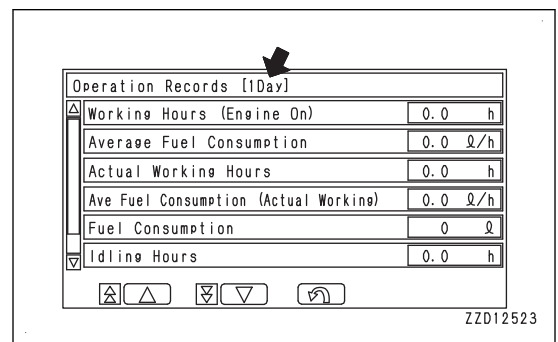 Operation Records [1Day]
Working Hours (Engine On) 0.0 h
Average Fuel Consumption 0.0 ℓ/h
Actual Working Hours 0.0 h
Ave Fuel Consumption (Actual Working) 0.0 ℓ/h
Fuel Consumption 0 ℓ
Idling Hours 0.0 h
ZZD12523